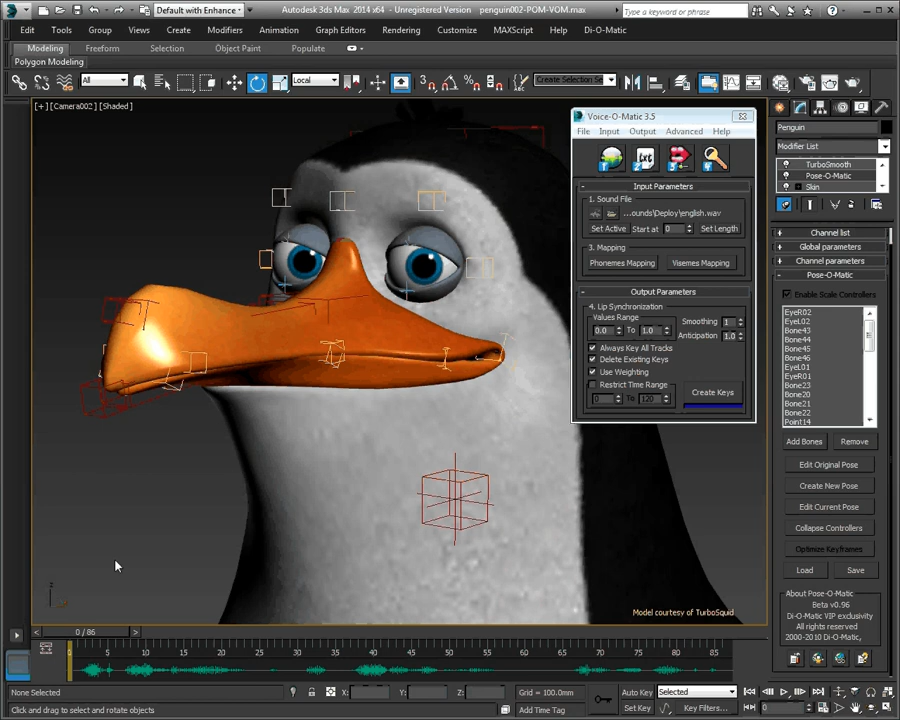 Default with Enhance
Autodesk 3ds Max 2014 x64 - Unregistered Version penguin002-POM-VOM.max
Type a keyword or phrase
Edit Tools Group Views Create Modifiers Animation Graph Editors Rendering Customize MAXScript Help Di-O-Matic
Modeling Freeform Selection Object Paint Populate
Polygon Modeling
All Local Create Selection Se
[+] [Camera002] [Shaded]
Voice-O-Matic 3.5
File Input Output Advanced Help
txt
Input Parameters
1. Sound File
...ounds\Deploy\english.wav
Set Active Start at 0 Set Length
3. Mapping
Phonemes Mapping Visemes Mapping
Output Parameters
4. Lip Synchronization
Values Range
0.0 To 1.0
Smoothing 1
Anticipation 1.0
Always Key All Tracks
Delete Existing Keys
Use Weighting
Restrict Time Range
0 To 120
Create Keys
Penguin
Modifier List
TurboSmooth
Pose-O-Matic
Skin
Channel list
Global parameters
Channel parameters
Pose-O-Matic
Enable Scale Controllers
EyeR02
EyeL02
Bone43
Bone44
Bone45
Bone46
EyeL01
EyeR01
Bone23
Bone20
Bone21
Bone22
Point14
Add Bones Remove
Edit Original Pose
Create New Pose
Edit Current Pose
Collapse Controllers
Optimize Keyframes
Load Save
About Pose-O-Matic
Beta v0.96
Di-O-Matic VIP exclusivity
All rights reserved
2000-2010 Di-O-Matic,
Model courtesy of TurboSquid
z
0 / 86
0 5 10 15 20 25 30 35 40 45 50 55 60 65 70 75 80 85
None Selected X: Y: Z: Grid = 100.0mm Auto Key Selected
Click and drag to select and rotate objects Add Time Tag Set Key Key Filters... 0